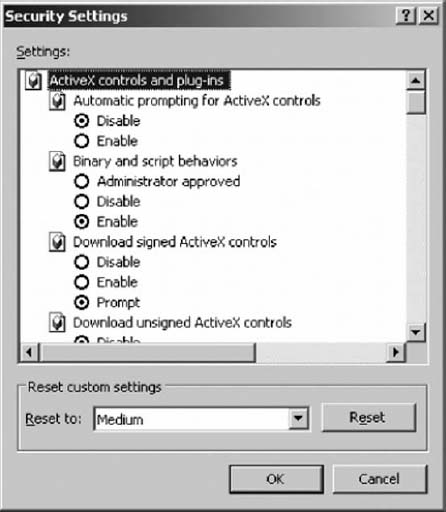 Security Settings
Settings:
ActiveX controls and plug-ins
Automatic prompting for ActiveX controls
Disable
Enable
Binary and script behaviors
Administrator approved
Disable
Enable
Download signed ActiveX controls
Disable
Enable
Prompt
Download unsigned ActiveX controls
Disable
Reset custom settings
Reset to: Medium Reset
OK Cancel